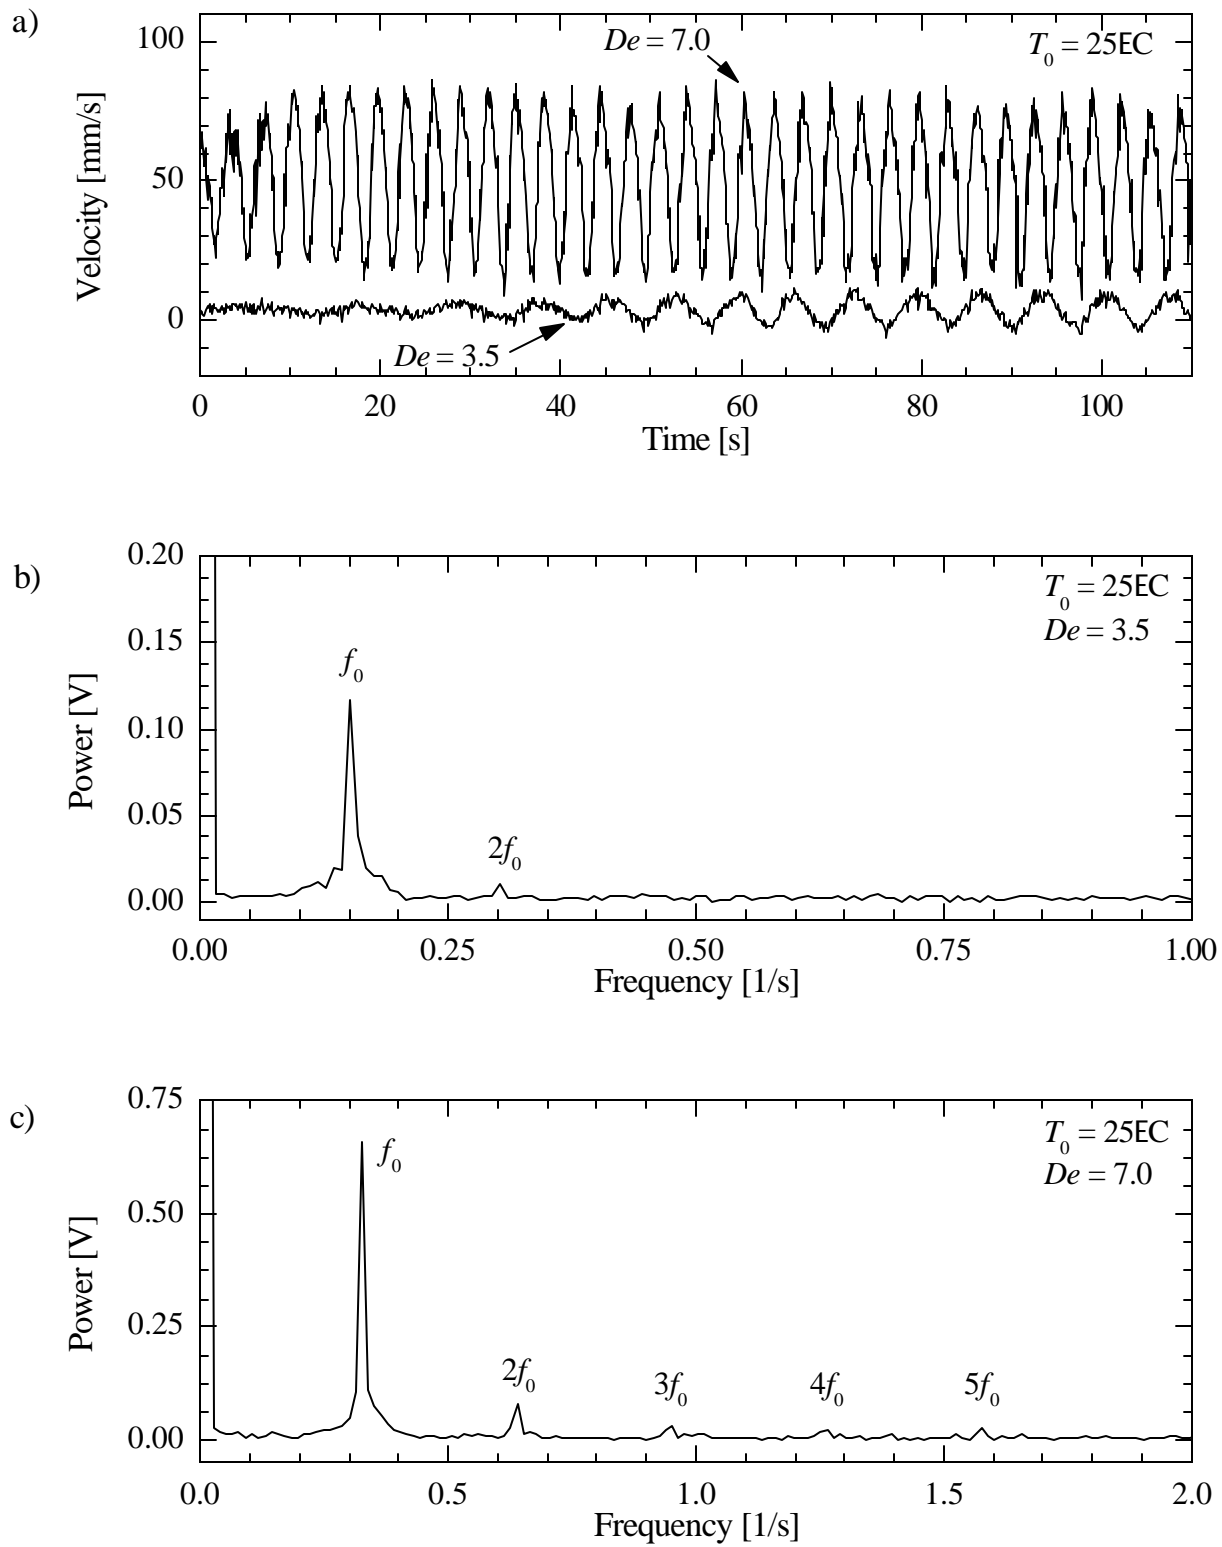 a)
100
50
0
Velocity [mm/s]
De = 7.0
T0 = 25EC
De = 3.5
0 20 40 60 80 100
Time [s]
b)
0.20
0.15
0.10
0.05
0.00
Power [V]
T0 = 25EC
De = 3.5
f0
2f0
0.00 0.25 0.50 0.75 1.00
Frequency [1/s]
c)
0.75
0.50
0.25
0.00
Power [V]
T0 = 25EC
De = 7.0
f0
2f0 3f0 4f0 5f0
0.0 0.5 1.0 1.5 2.0
Frequency [1/s]